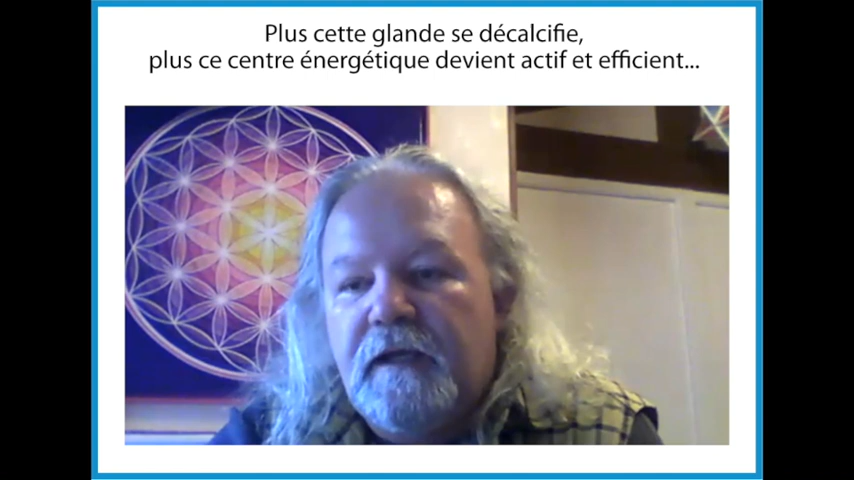 Plus cette glande se décalcifie,
plus ce centre énergétique devient actif et efficient...